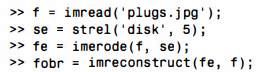 >> f = imread('plugs.jpg');
>> se = strel('disk', 5);
>> fe = imerode(f, se);
>> fobr = imreconstruct(fe, f);